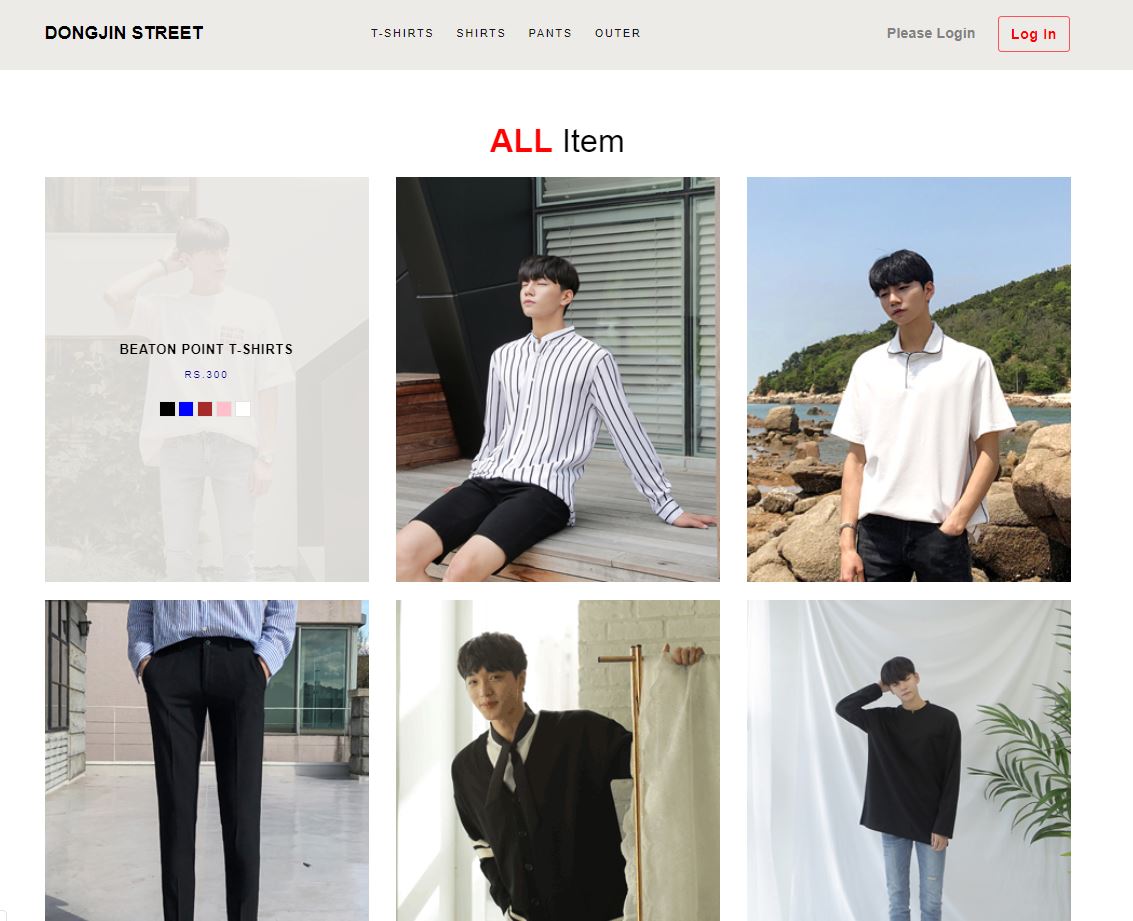 DONGJIN STREET
T-SHIRTS SHIRTS PANTS OUTER
Please Login
Log In
ALL Item
BEATON POINT T-SHIRTS
RS.300